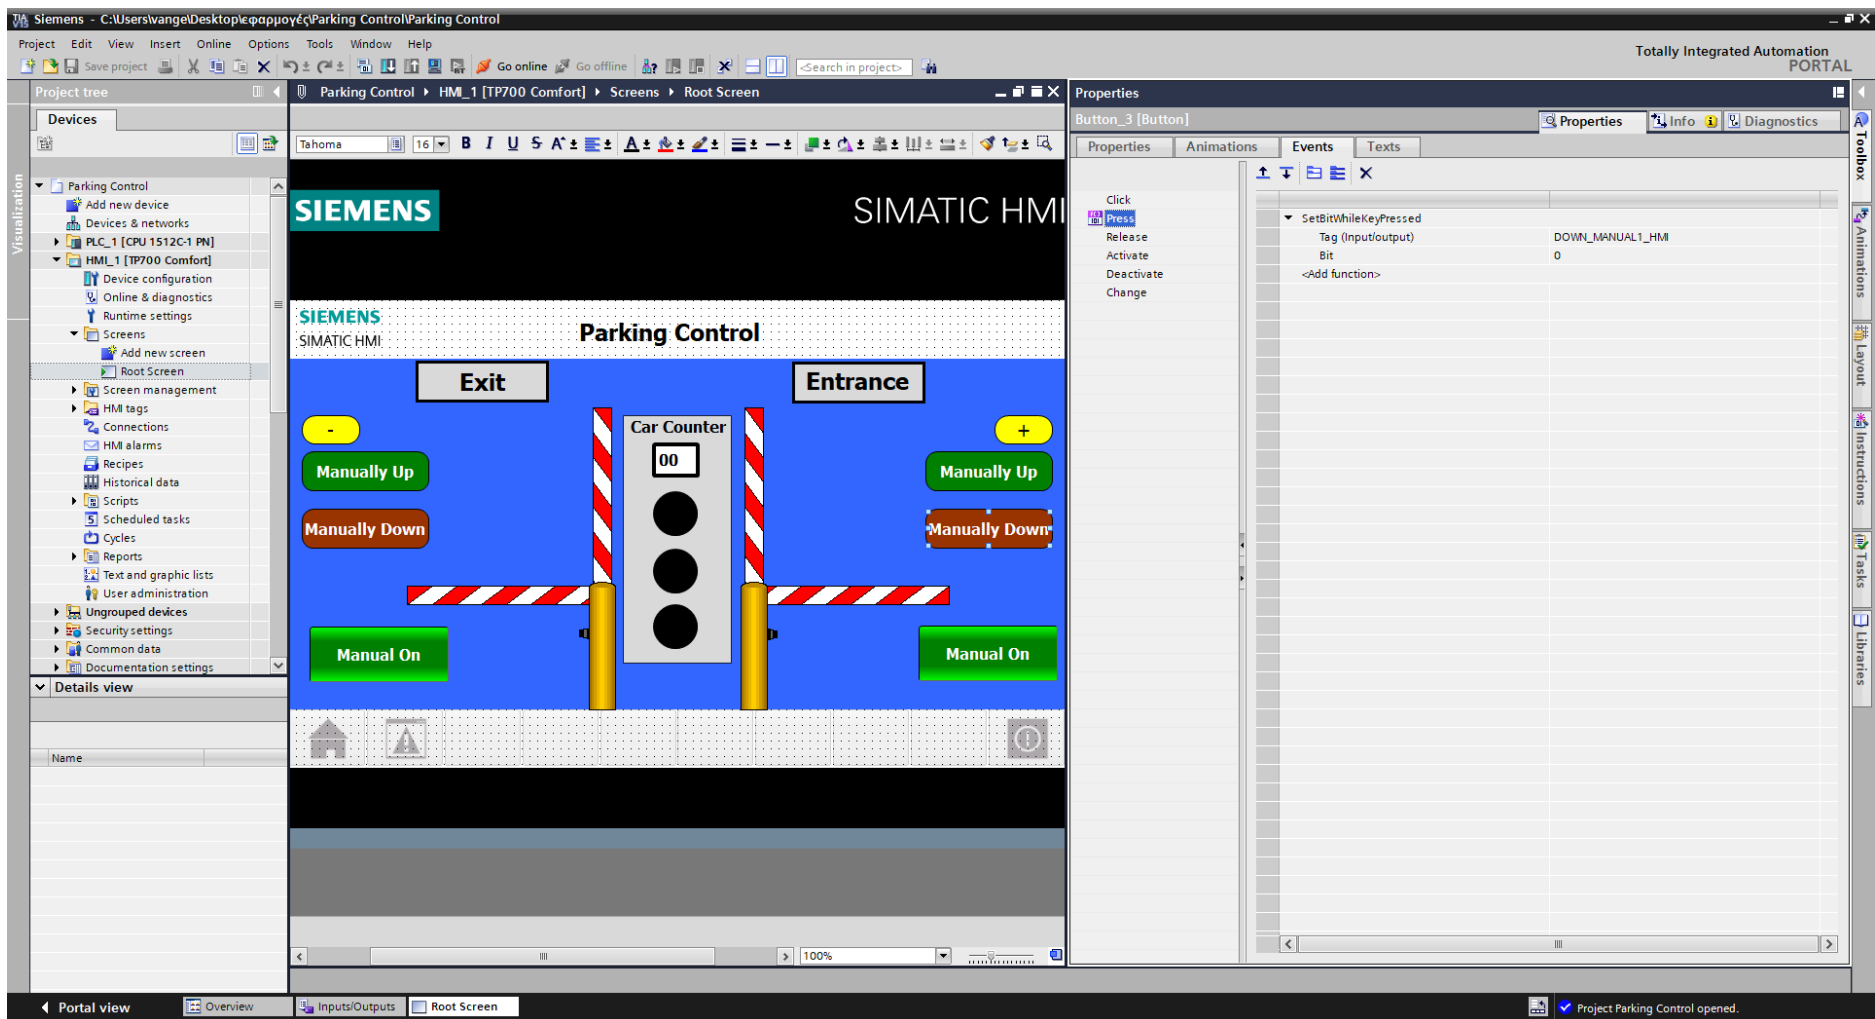 Siemens - C:\Users\vange\Desktop\εφαρμογές\Parking Control\Parking Control
Project Edit View Insert Online Options Tools Window Help
Totally Integrated Automation
PORTAL
Save project
Go online
Go offline
<Search in project>
Project tree
Parking Control HMI_1 [TP700 Comfort] Screens Root Screen
Properties
Devices
Button_3 [Button]
Properties Info Diagnostics
Tahoma 16 B I U S A
Properties Animations Events Texts
Visualization
Parking Control
Add new device
Devices & networks
PLC_1 [CPU 1512C-1 PN]
HMI_1 [TP700 Comfort]
Device configuration
Online & diagnostics
Runtime settings
Screens
Add new screen
Root Screen
Screen management
HMI tags
Connections
HMI alarms
Recipes
Historical data
Scripts
Scheduled tasks
Cycles
Reports
Text and graphic lists
User administration
Ungrouped devices
Security settings
Common data
Documentation settings
Details view
Name
SIEMENS
SIMATIC HMI
SIEMENS
SIMATIC HMI
Parking Control
Exit
Entrance
-
Car Counter
+
00
Manually Up
Manually Up
Manually Down
Manually Down
Manual On
Manual On
100%
Click
Press
Release
Activate
Deactivate
Change
SetBitWhileKeyPressed
Tag (Input/output) DOWN_MANUAL1_HMI
Bit 0
<Add function>
Toolbox
Animations
Layout
Instructions
Tasks
Libraries
Portal view
Overview
Inputs/Outputs
Root Screen
Project Parking Control opened.